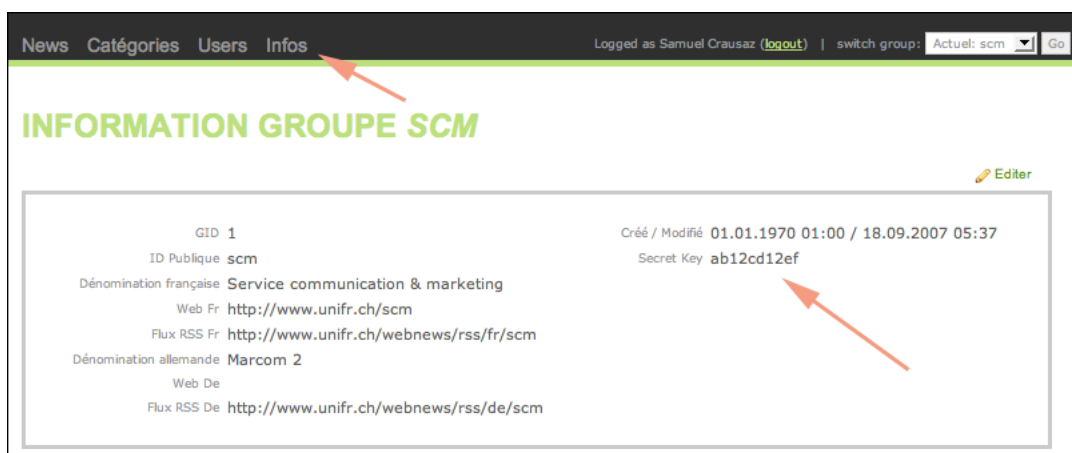 News Catégories Users Infos Logged as Samuel Crausaz (logout) | switch group: Actuel: scm Go
INFORMATION GROUPE SCM
Editer
GID 1 Créé / Modifié 01.01.1970 01:00 / 18.09.2007 05:37
ID Publique scm Secret Key ab12cd12ef
Dénomination française Service communication & marketing
Web Fr http://www.unifr.ch/scm
Flux RSS Fr http://www.unifr.ch/webnews/rss/fr/scm
Dénomination allemande Marcom 2
Web De
Flux RSS De http://www.unifr.ch/webnews/rss/de/scm